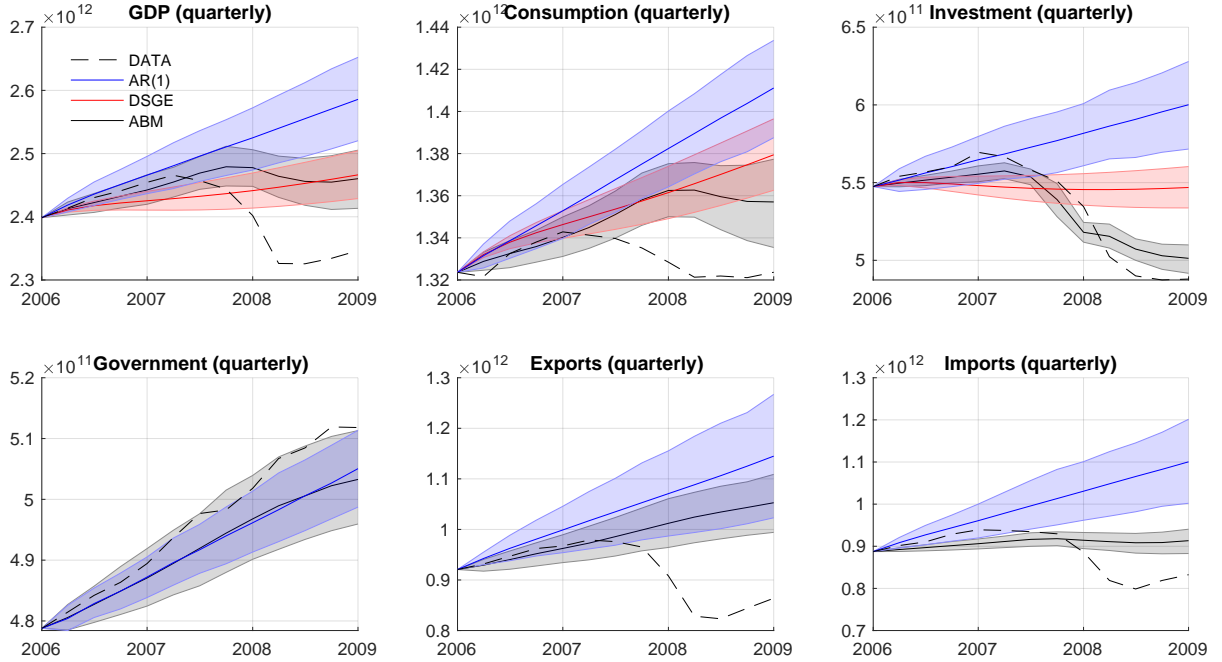 ×10^12 GDP (quarterly)
2.7
2.6
2.5
2.4
2.3
2006 2007 2008 2009
DATA
AR(1)
DSGE
ABM
×10^12 Consumption (quarterly)
1.44
1.42
1.4
1.38
1.36
1.34
1.32
2006 2007 2008 2009
×10^11 Investment (quarterly)
6.5
6
5.5
5
2006 2007 2008 2009
×10^11 Government (quarterly)
5.2
5.1
5
4.9
4.8
2006 2007 2008 2009
×10^12 Exports (quarterly)
1.3
1.2
1.1
1
0.9
0.8
2006 2007 2008 2009
×10^12 Imports (quarterly)
1.3
1.2
1.1
1
0.9
0.8
0.7
2006 2007 2008 2009